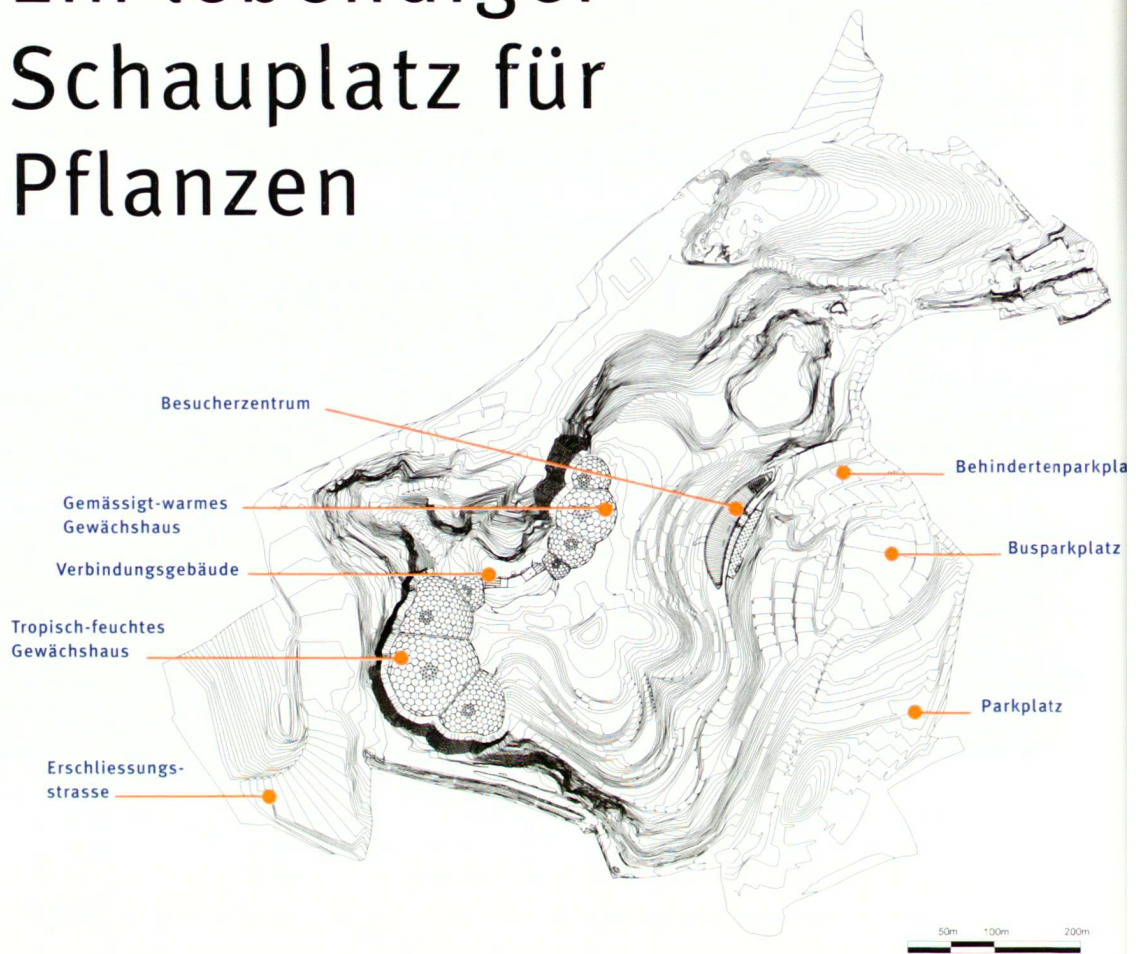 Schauplatz für
Pflanzen
Besucherzentrum
Gemässigt-warmes
Gewächshaus
Verbindungsgebäude
Tropisch-feuchtes
Gewächshaus
Erschliessungs-
strasse
Busparkplatz
Parkplatz
50m 100m 200m